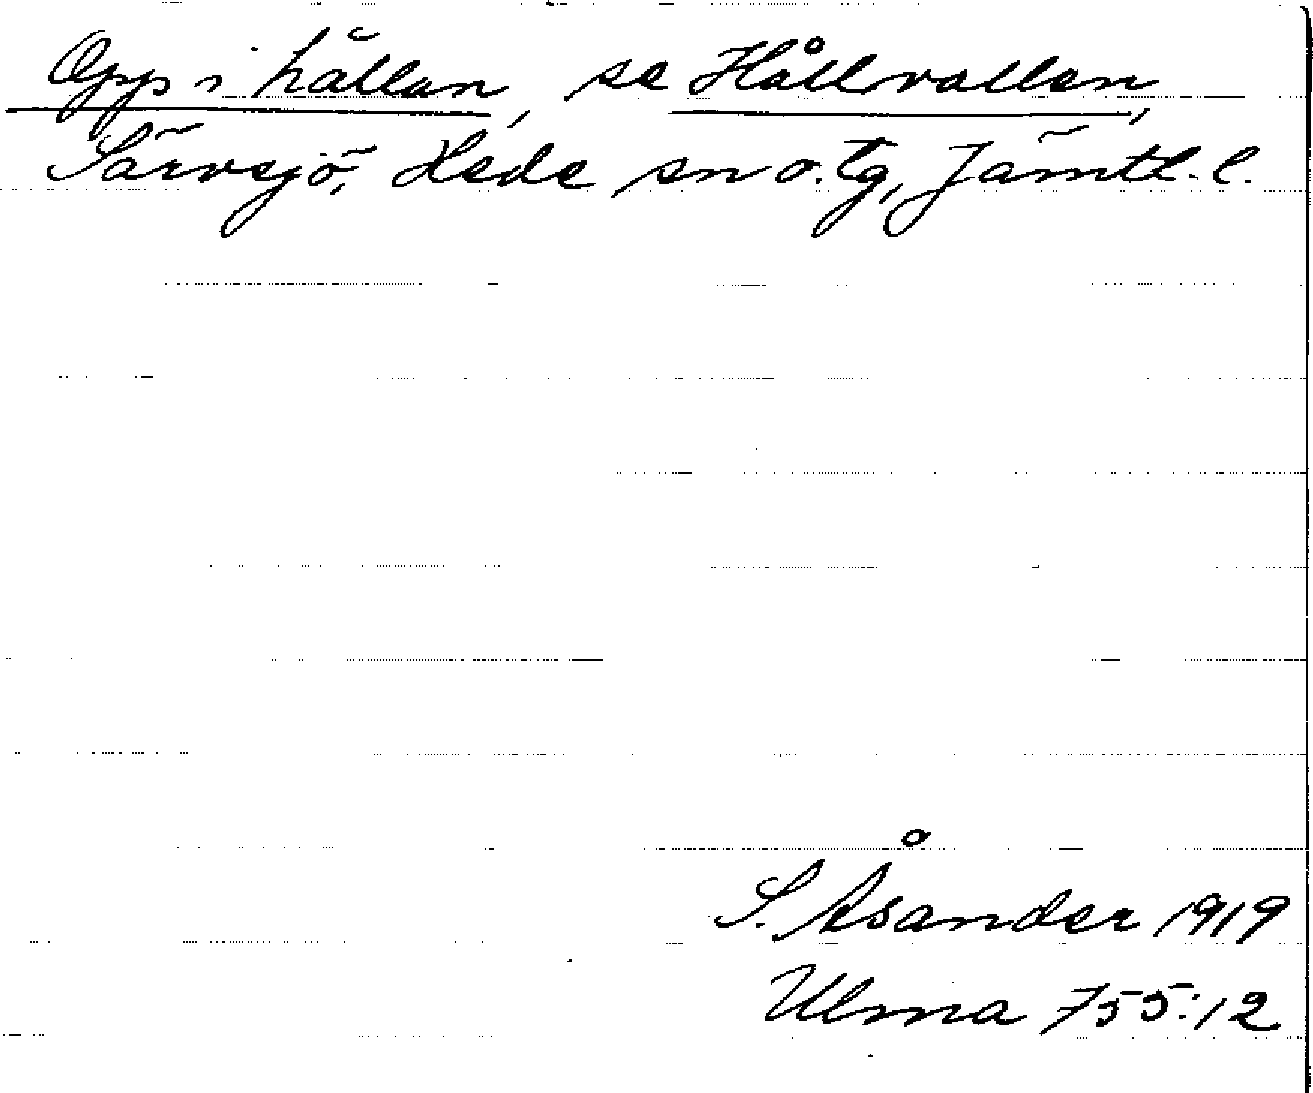 Opp i hållan, se Hållvallen,
Särvsjö, Hede sn o. tg, Jämtl. l.
S. Åsander 1919
Ulma 755:12